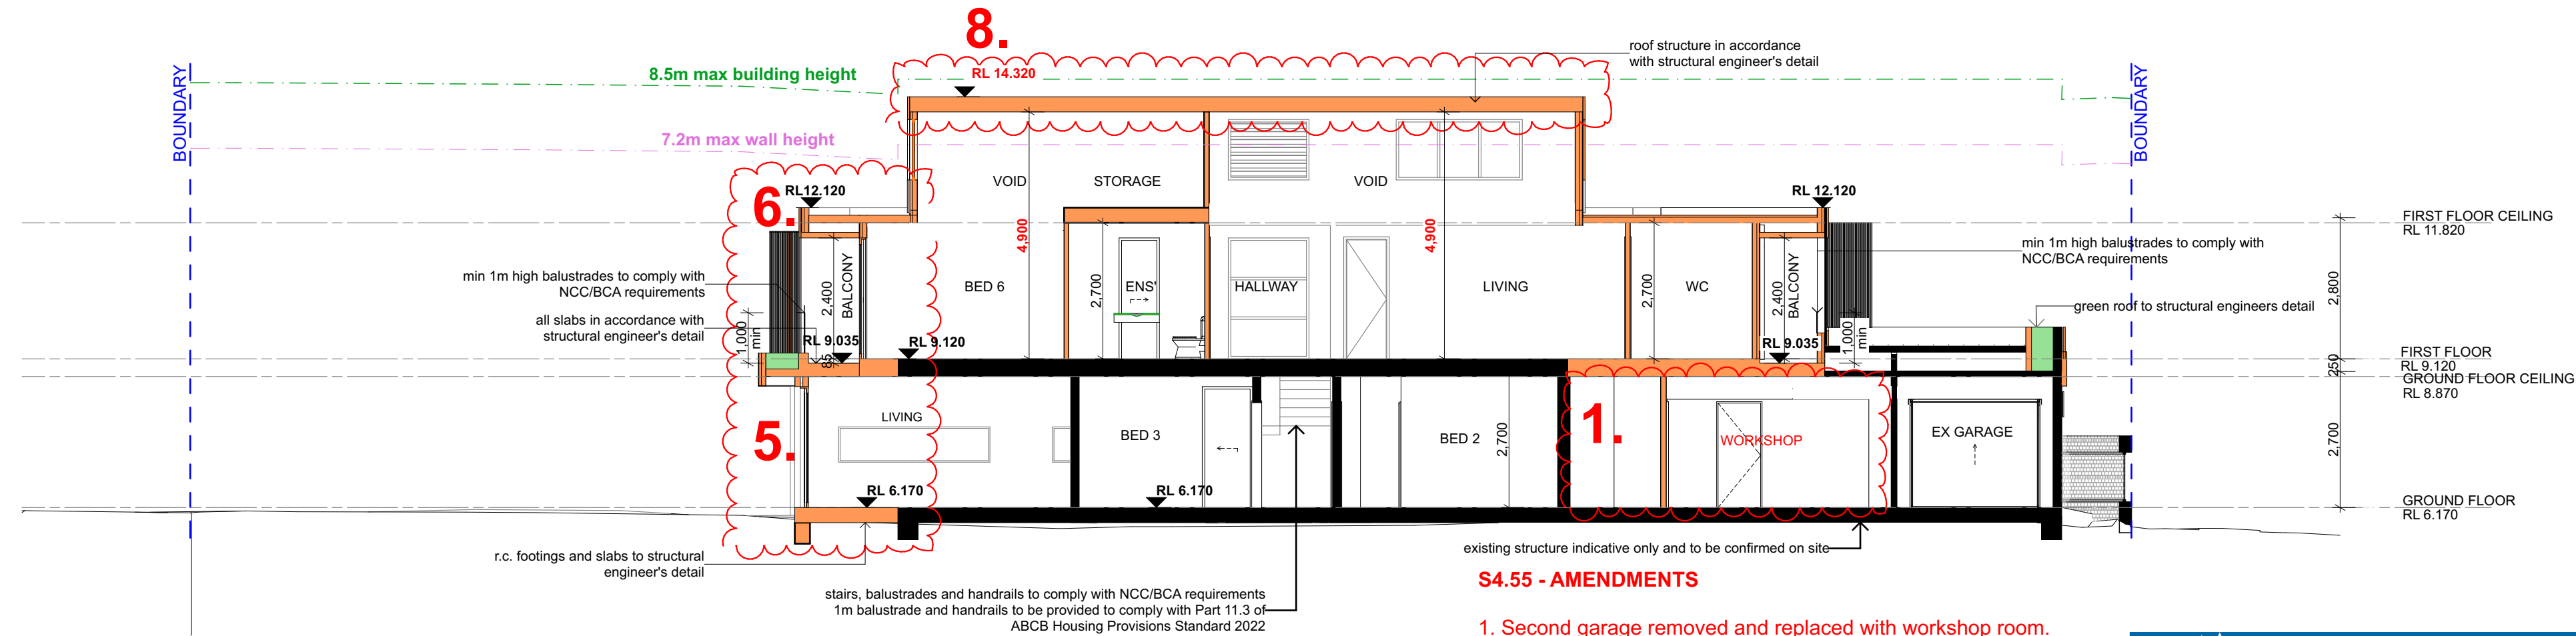 8.
roof structure in accordance
with structural engineer's detail
8.5m max building height
RL 14.320
BOUNDARY
BOUNDARY
7.2m max wall height
VOID
STORAGE
VOID
6.
RL12.120
RL 12.120
FIRST FLOOR CEILING
RL 11.820
4,900
4,900
min 1m high balustrades to comply with
NCC/BCA requirements
min 1m high balustrades to comply with
NCC/BCA requirements
2,400
BALCONY
BED 6
2,700
ENS'
HALLWAY
LIVING
2,700
WC
2,400
BALCONY
2,800
green roof to structural engineers detail
all slabs in accordance with
structural engineer's detail
1,000
min
1,000
min
RL 9.035
85
RL 9.120
RL 9.035
FIRST FLOOR
RL 9.120
250
GROUND FLOOR CEILING
RL 8.870
5.
LIVING
BED 3
BED 2
2,700
1.
WORKSHOP
EX GARAGE
2,700
RL 6.170
RL 6.170
GROUND FLOOR
RL 6.170
r.c. footings and slabs to structural
engineer's detail
existing structure indicative only and to be confirmed on site
stairs, balustrades and handrails to comply with NCC/BCA requirements
1m balustrade and handrails to be provided to comply with Part 11.3 of
ABCB Housing Provisions Standard 2022
S4.55 - AMENDMENTS
1. Second garage removed and replaced with workshop room.